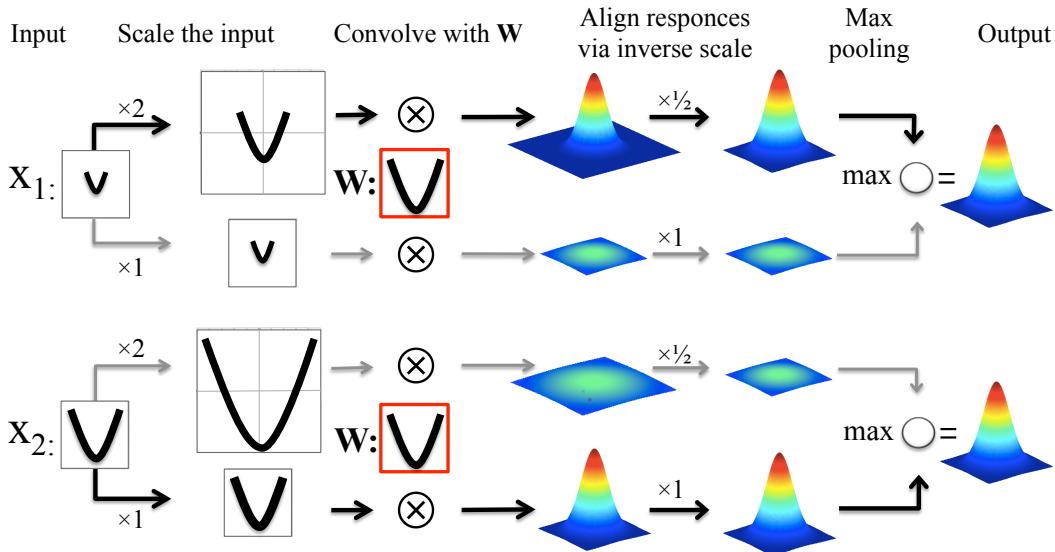 Input Scale the input Convolve with W Align responces via inverse scale Max pooling Output
×2 ×½
X1: W: max =
×1 ×1
×2 ×½
X2: W: max =
×1 ×1